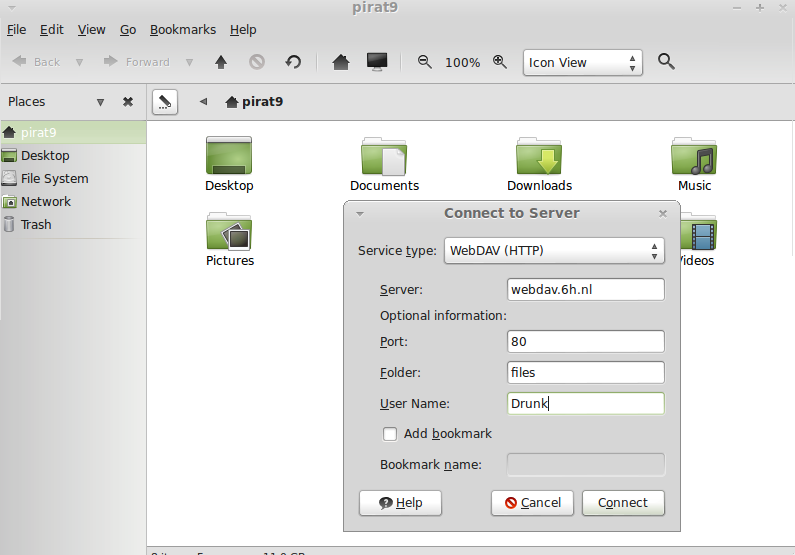 pirat9
File Edit View Go Bookmarks Help
Back Forward 100% Icon View
Places pirat9
pirat9
Desktop
File System
Network
Trash
Desktop Documents Downloads Music
Pictures Videos
Connect to Server
Service type: WebDAV (HTTP)
Server: webdav.6h.nl
Optional information:
Port: 80
Folder: files
User Name: Drunk
Add bookmark
Bookmark name:
Help Cancel Connect